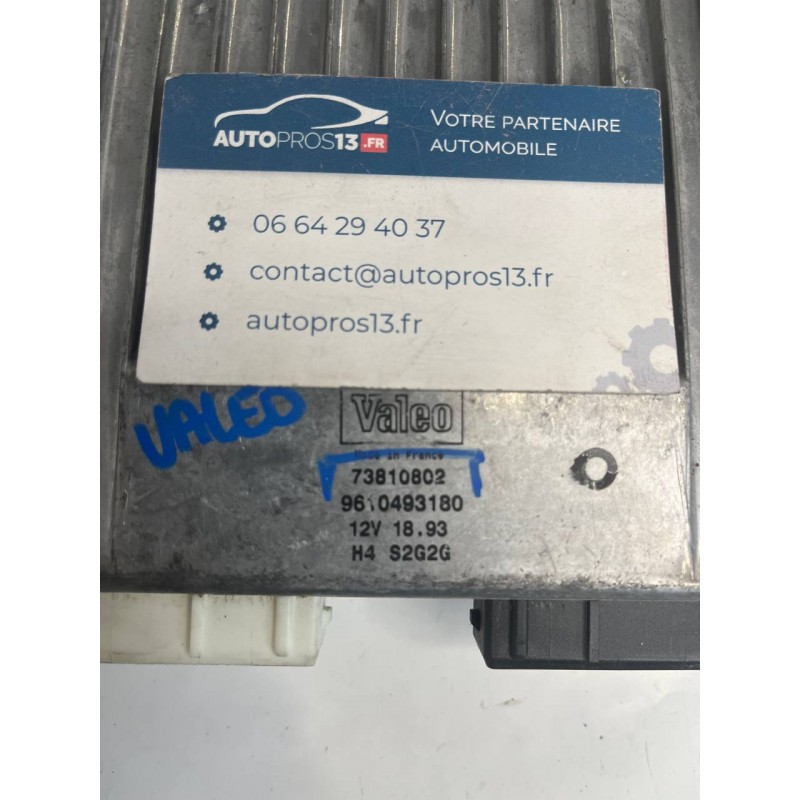 AUTOPROS13.FR
VOTRE PARTENAIRE
AUTOMOBILE
06 64 29 40 37
contact@autopros13.fr
autopros13.fr
VALEO
Valeo
Made in France
73810802
9610493180
12V 18.93
H4 S2G2G